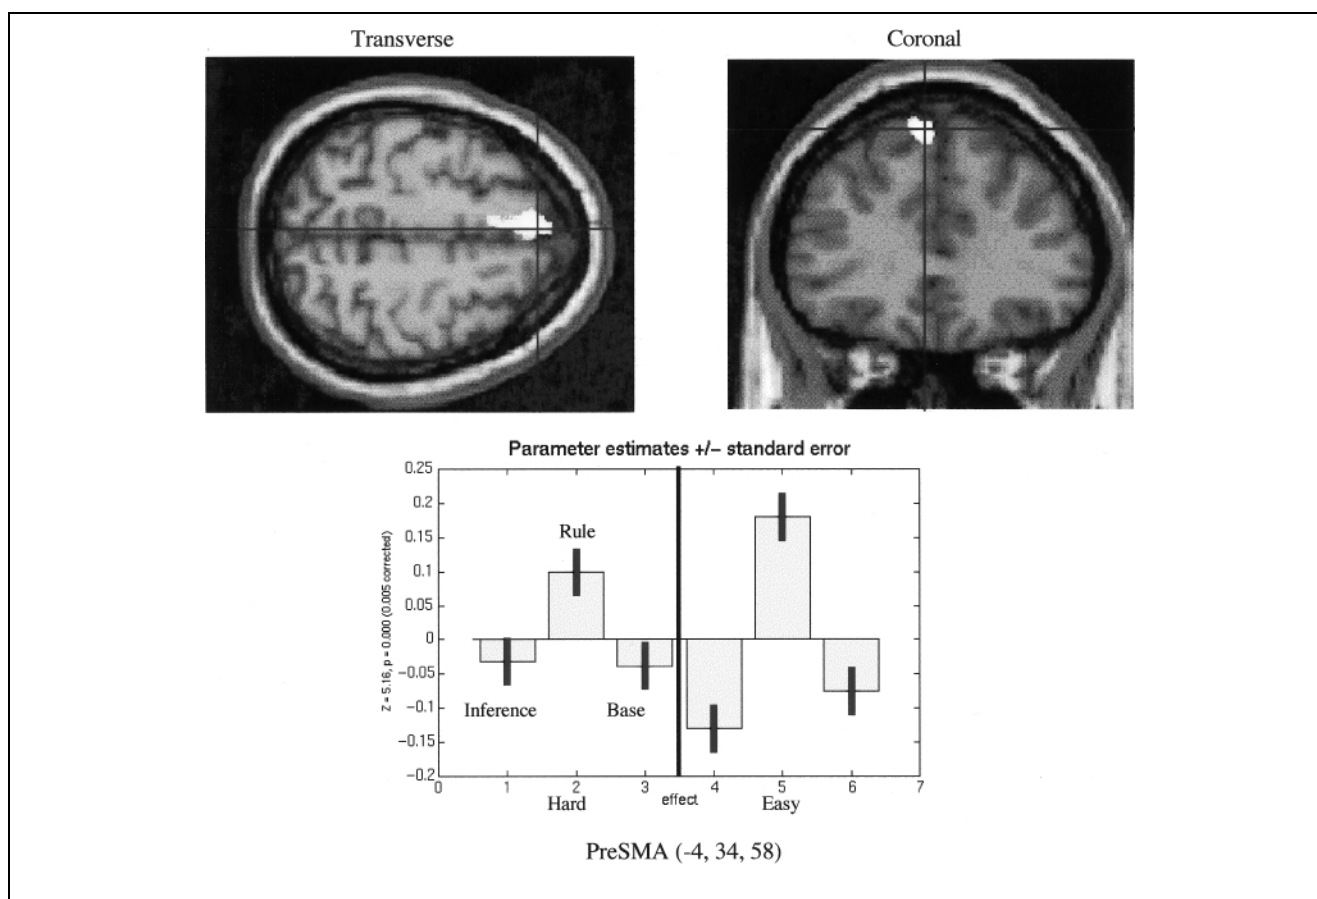 Transverse
Coronal
Parameter estimates +/− standard error
Z = 5.16, p = 0.000 (0.005 corrected)
0.25
0.2
0.15
0.1
0.05
0
−0.05
−0.1
−0.15
−0.2
Rule
Inference
Base
0 1 2 3 4 5 6 7
Hard effect Easy
PreSMA (-4, 34, 58)